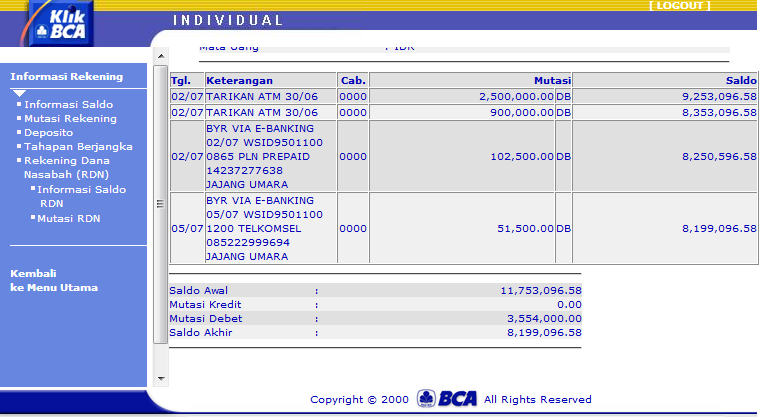 [ LOGOUT ]
Klik
BCA
INDIVIDUAL
Mata Uang : IDR
Informasi Rekening
Informasi Saldo
Mutasi Rekening
Deposito
Tahapan Berjangka
Rekening Dana
Nasabah (RDN)
Informasi Saldo
RDN
Mutasi RDN
Kembali
ke Menu Utama
Tgl. Keterangan Cab. Mutasi Saldo
02/07 TARIKAN ATM 30/06 0000 2,500,000.00 DB 9,253,096.58
02/07 TARIKAN ATM 30/06 0000 900,000.00 DB 8,353,096.58
BYR VIA E-BANKING
02/07 WSID9501100
02/07 0865 PLN PREPAID 0000 102,500.00 DB 8,250,596.58
14237277638
JAJANG UMARA
BYR VIA E-BANKING
05/07 WSID9501100
05/07 1200 TELKOMSEL 0000 51,500.00 DB 8,199,096.58
085222999694
JAJANG UMARA
Saldo Awal : 11,753,096.58
Mutasi Kredit : 0.00
Mutasi Debet : 3,554,000.00
Saldo Akhir : 8,199,096.58
Copyright © 2000 BCA All Rights Reserved